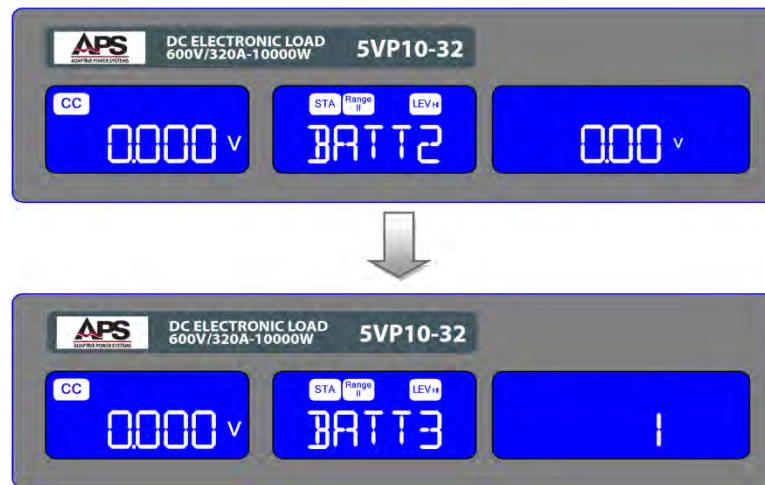 APS
ADAPTIVE POWER SYSTEMS
DC ELECTRONIC LOAD
600V/320A-10000W
5VP10-32
CC
0.000 V
STA Range II LEV HI
BATT2
0.00 V
APS
ADAPTIVE POWER SYSTEMS
DC ELECTRONIC LOAD
600V/320A-10000W
5VP10-32
CC
0.000 V
STA Range II LEV HI
BATT3
1